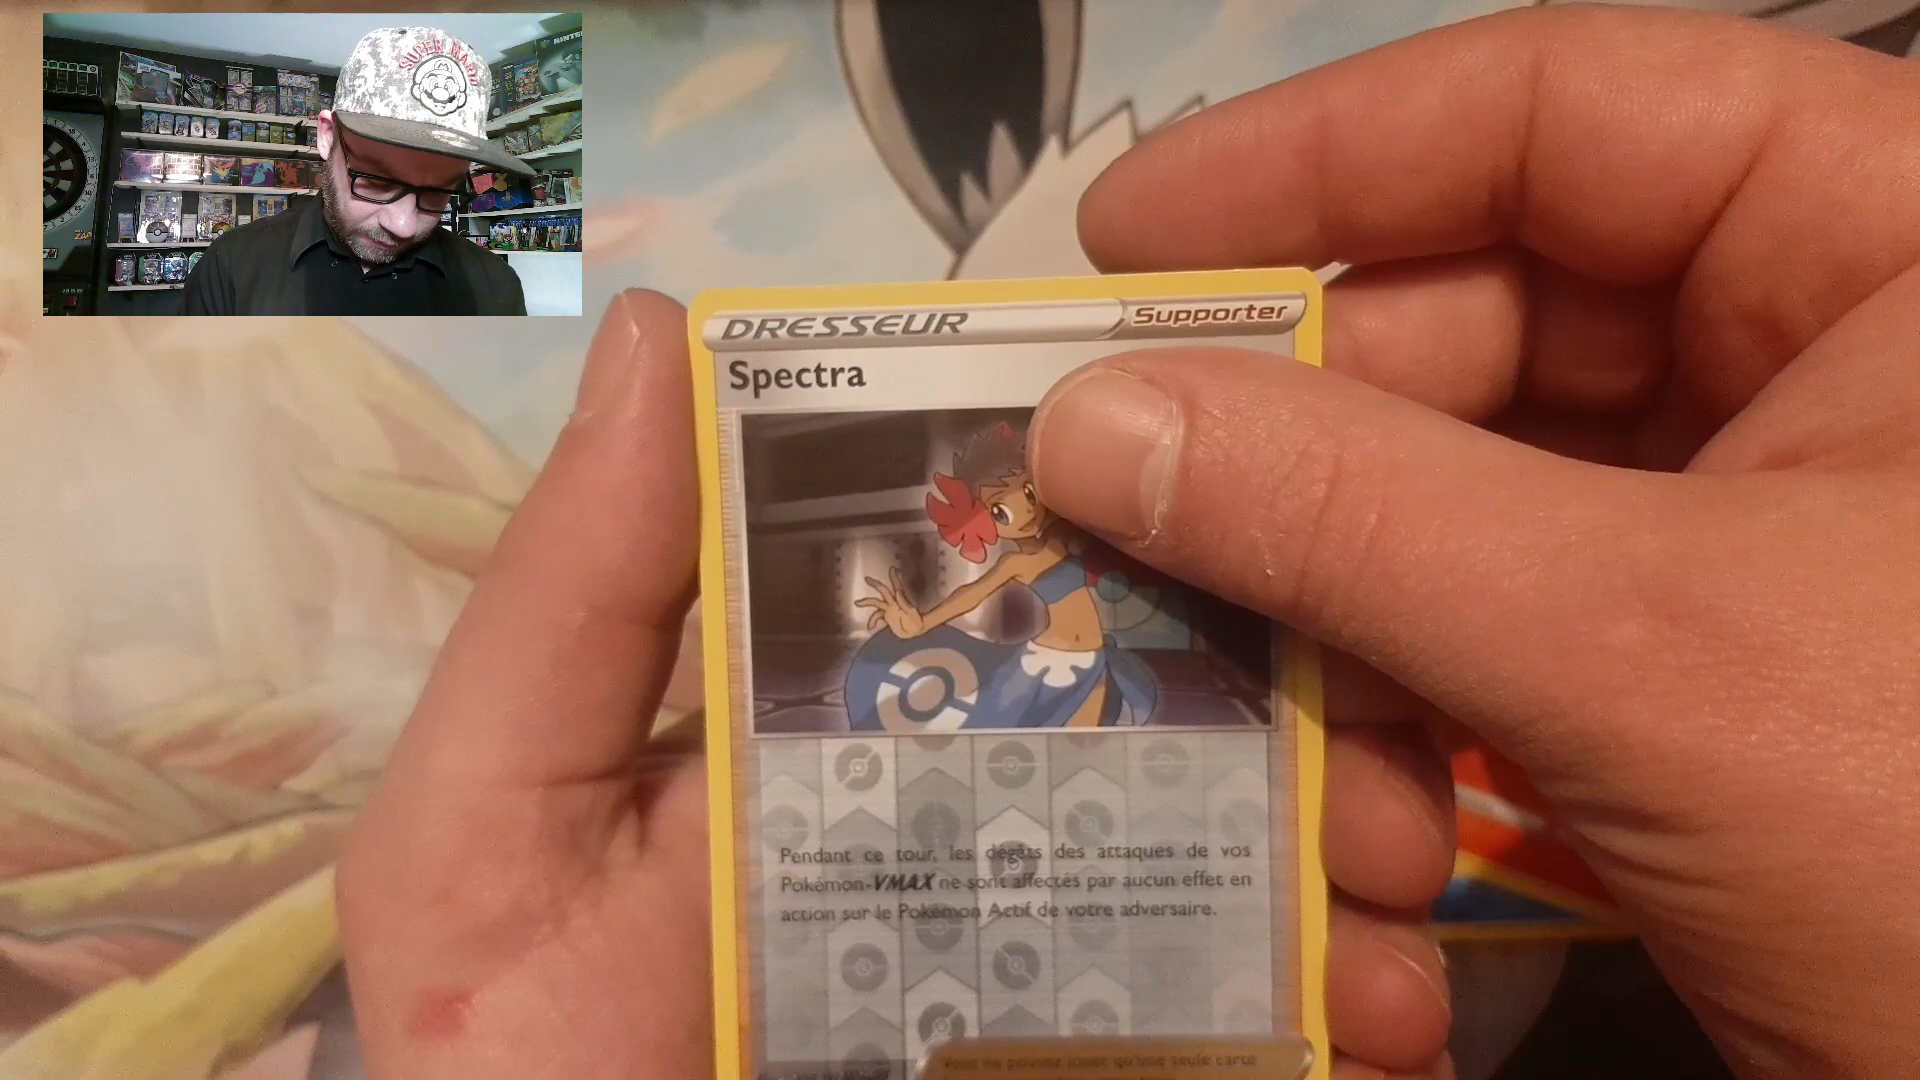 SUPER MARIO
DRESSEUR Supporter
Spectra
Pendant ce tour, les dégâts des attaques de vos
Pokémon-VMAX ne sont affectés par aucun effet en
action sur le Pokémon Actif de votre adversaire.
Vous ne pouvez jouer qu'une seule carte